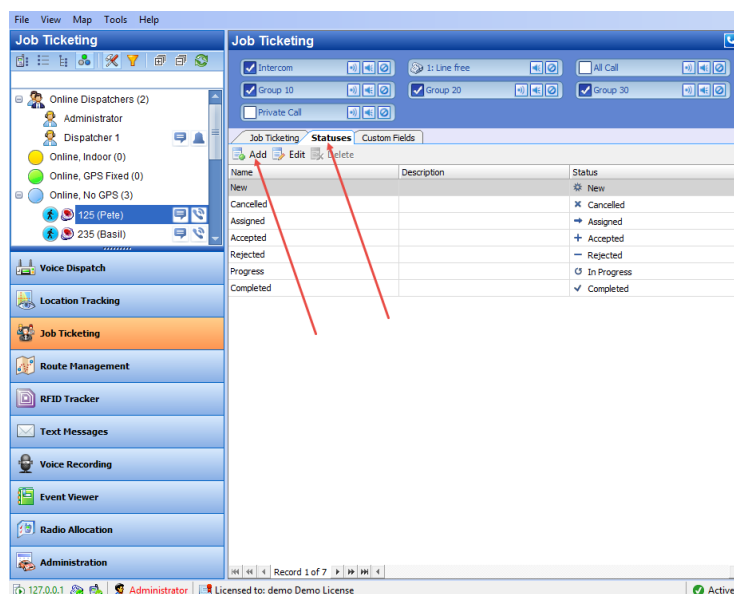 File View Map Tools Help
Job Ticketing
Online Dispatchers (2)
Administrator
Dispatcher 1
Online, Indoor (0)
Online, GPS Fixed (0)
Online, No GPS (3)
125 (Pete)
235 (Basil)
Voice Dispatch
Location Tracking
Job Ticketing
Route Management
RFID Tracker
Text Messages
Voice Recording
Event Viewer
Radio Allocation
Administration
Job Ticketing
Intercom 1: Line free All Call
Group 10 Group 20 Group 30
Private Call
Job Ticketing Statuses Custom Fields
Add Edit Delete
Name Description Status
New New
Cancelled Cancelled
Assigned Assigned
Accepted Accepted
Rejected Rejected
Progress In Progress
Completed Completed
Record 1 of 7
127.0.0.1 Administrator Licensed to: demo Demo License Active